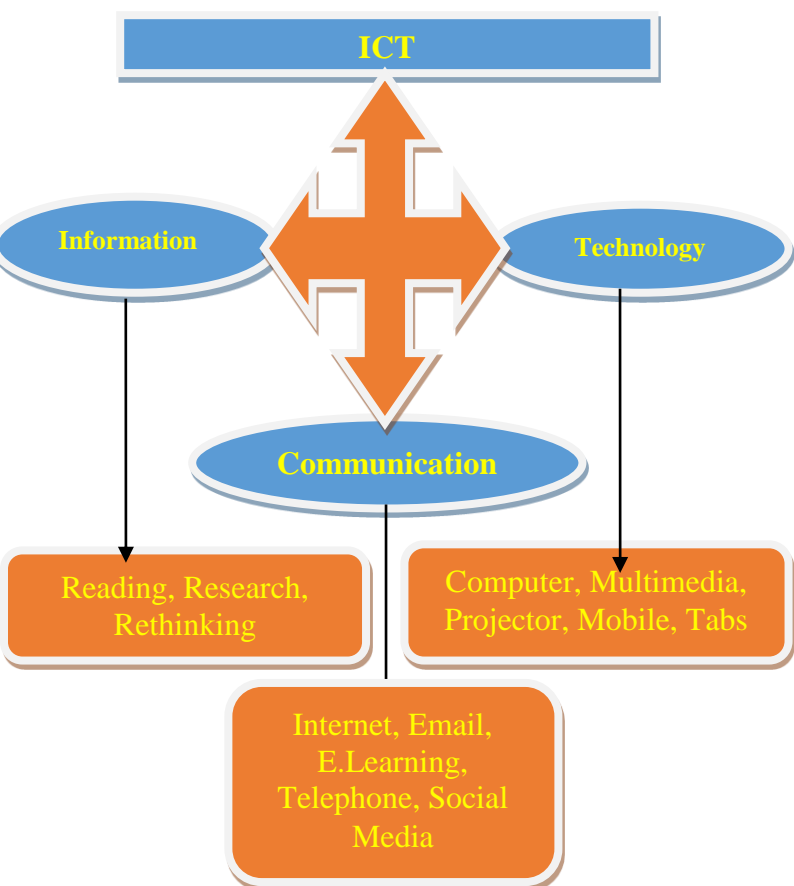 ICT
Information
Technology
Communication
Reading, Research,
Rethinking
Computer, Multimedia,
Projector, Mobile, Tabs
Internet, Email,
E.Learning,
Telephone, Social
Media